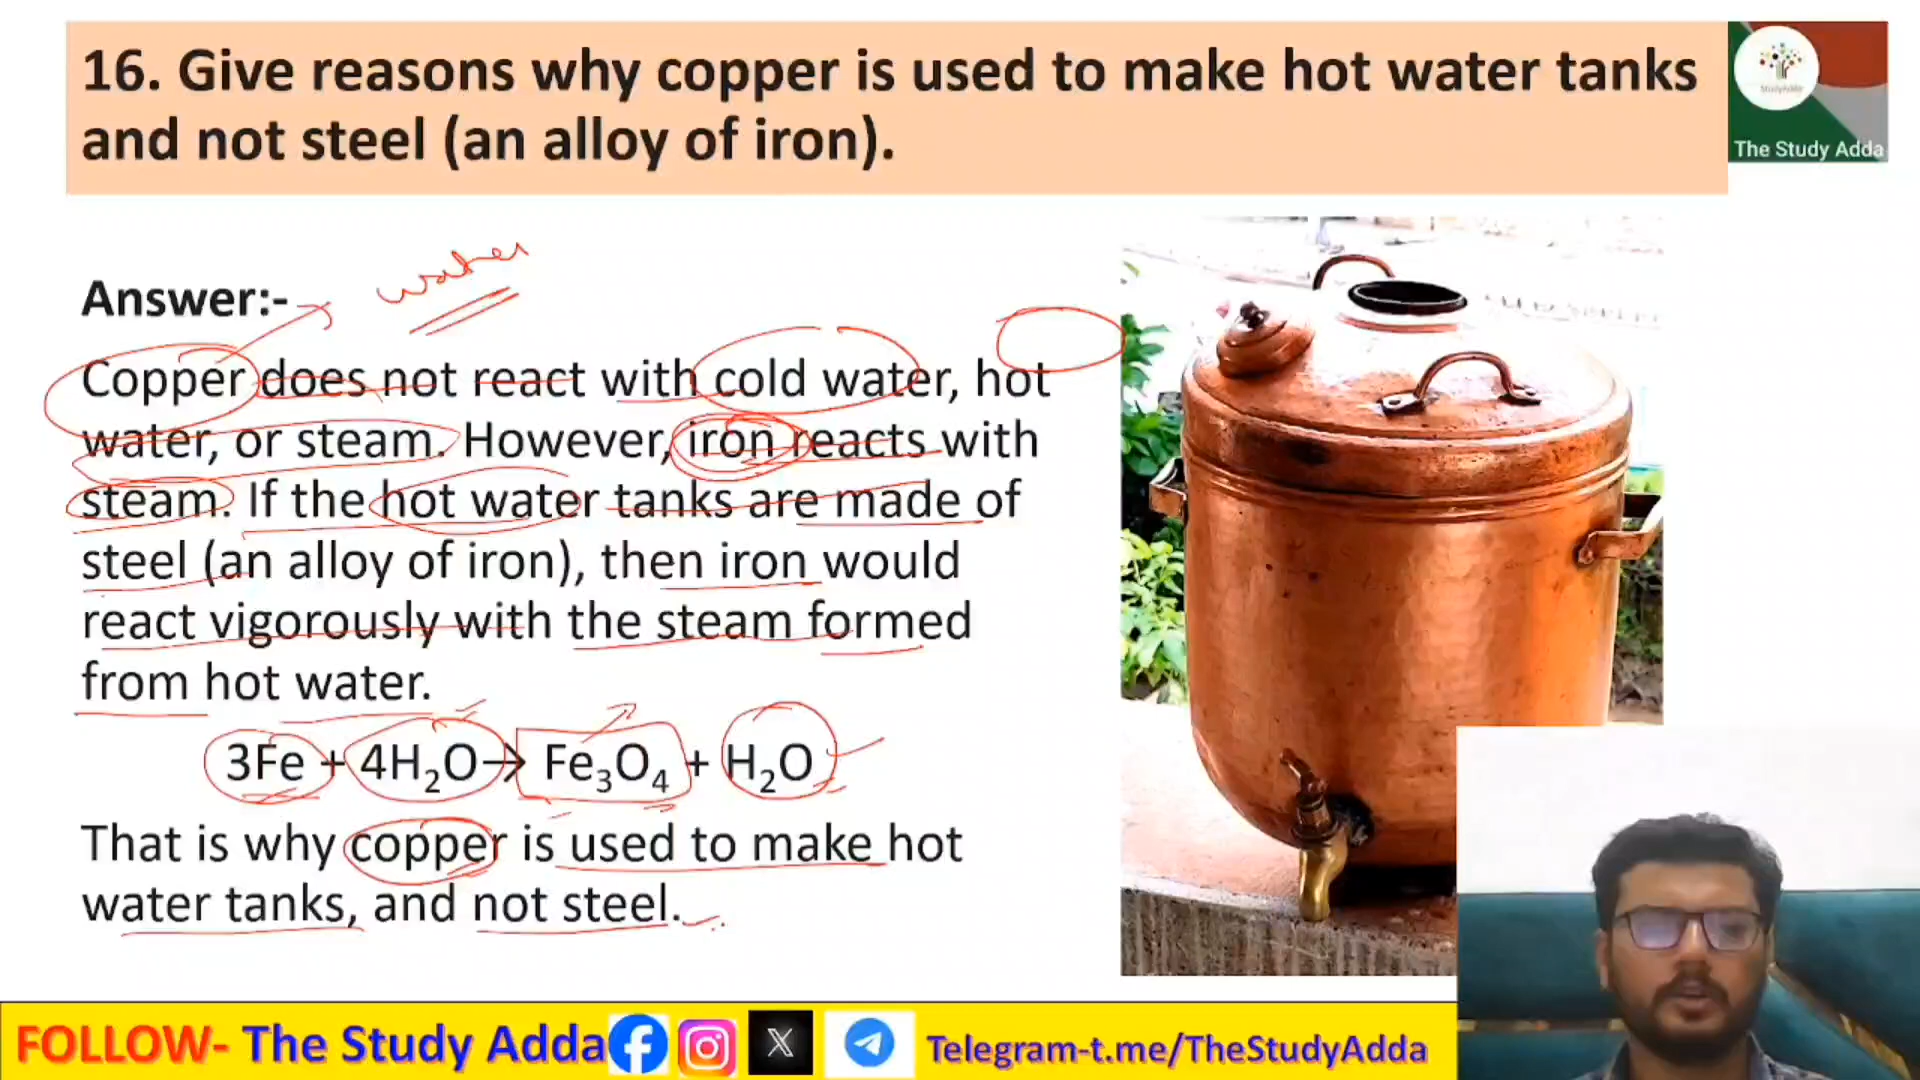 16. Give reasons why copper is used to make hot water tanks
and not steel (an alloy of iron).
StudyAdda
The Study Adda
water
Answer:-
Copper does not react with cold water, hot
water, or steam. However, iron reacts with
steam. If the hot water tanks are made of
steel (an alloy of iron), then iron would
react vigorously with the steam formed
from hot water.
3Fe + 4H₂O→ Fe₃O₄ + H₂O
That is why copper is used to make hot
water tanks, and not steel.
FOLLOW- The Study Adda
Telegram-t.me/TheStudyAdda